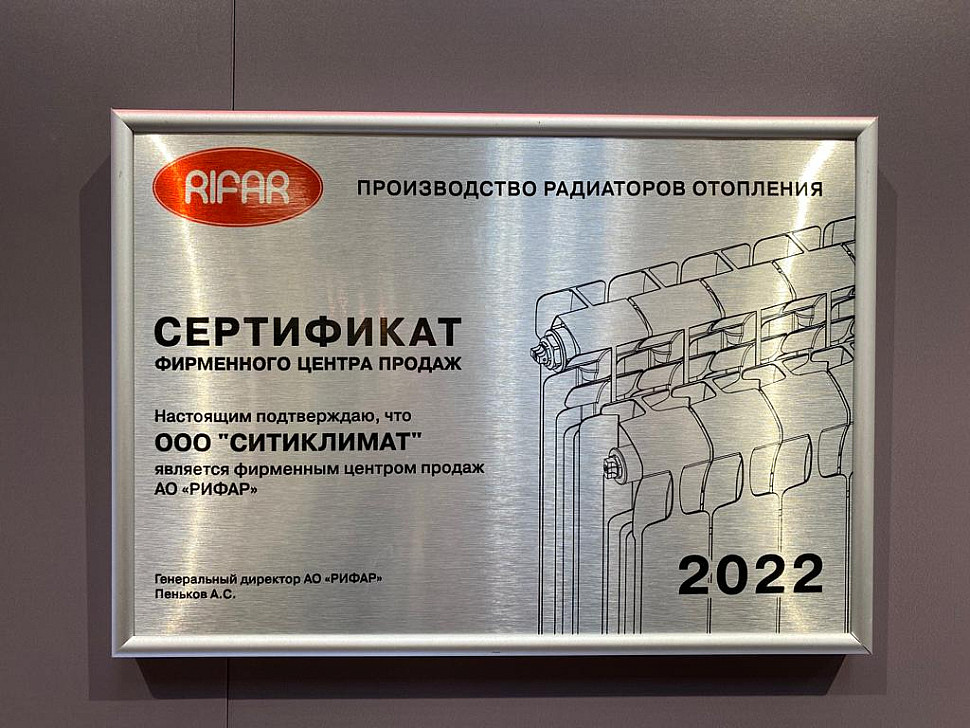 RIFAR
ПРОИЗВОДСТВО РАДИАТОРОВ ОТОПЛЕНИЯ
СЕРТИФИКАТ
ФИРМЕННОГО ЦЕНТРА ПРОДАЖ
Настоящим подтверждаю, что
ООО "СИТИКЛИМАТ"
является фирменным центром продаж
АО «РИФАР»
Генеральный директор АО «РИФАР»
Пеньков А.С.
2022